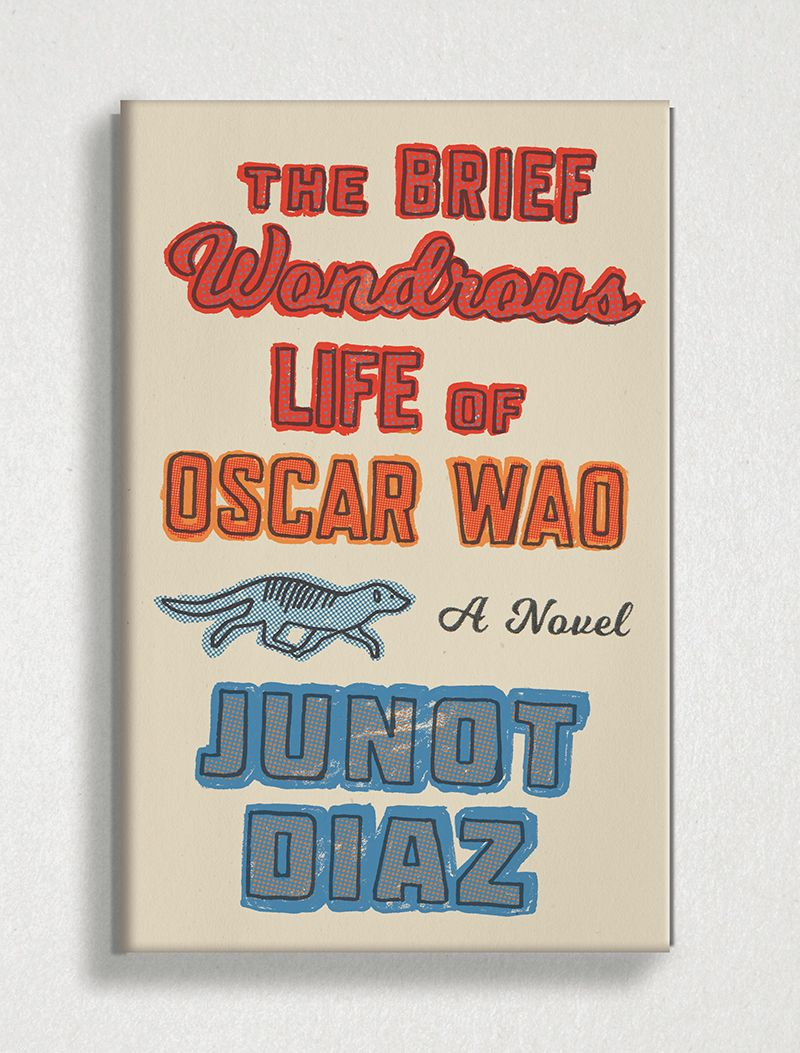 THE BRIEF
Wondrous
LIFE OF
OSCAR WAO
A Novel
JUNOT
DIAZ